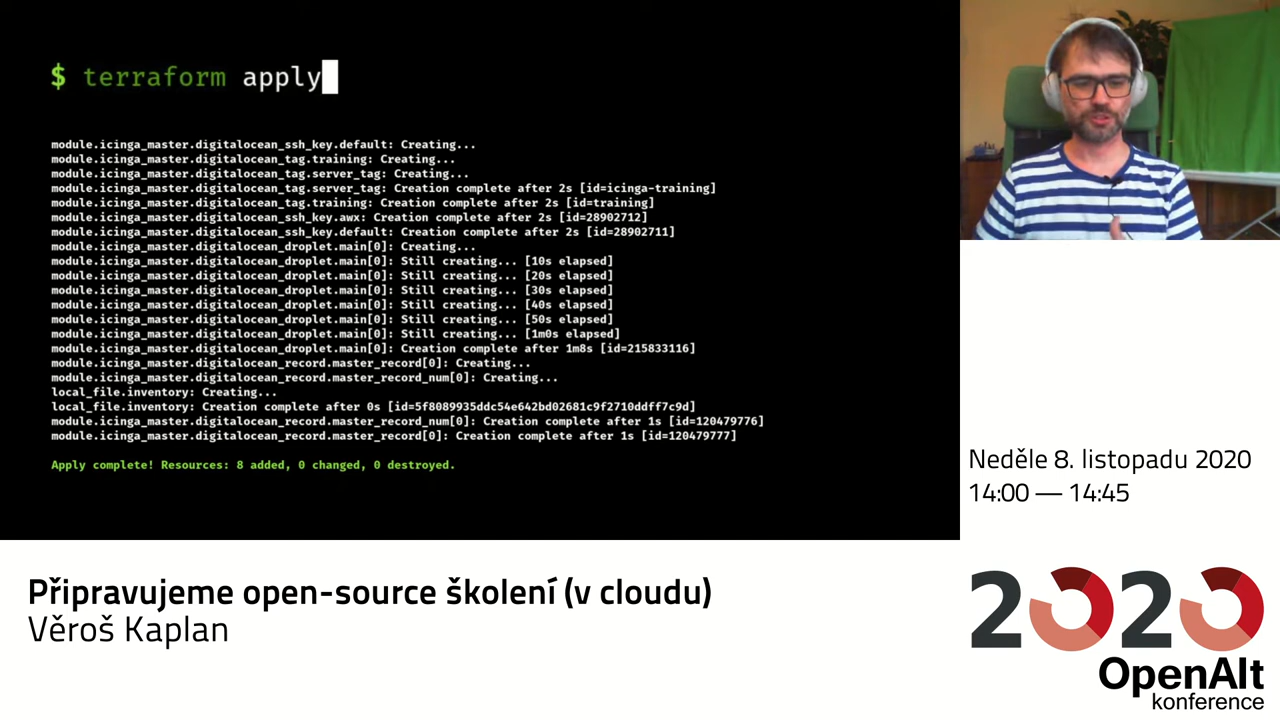 $ terraform apply
module.icinga_master.digitalocean_ssh_key.default: Creating...
module.icinga_master.digitalocean_tag.training: Creating...
module.icinga_master.digitalocean_tag.server_tag: Creating...
module.icinga_master.digitalocean_tag.server_tag: Creation complete after 2s [id=icinga-training]
module.icinga_master.digitalocean_tag.training: Creation complete after 2s [id=training]
module.icinga_master.digitalocean_ssh_key.awx: Creation complete after 2s [id=28902712]
module.icinga_master.digitalocean_ssh_key.default: Creation complete after 2s [id=28902711]
module.icinga_master.digitalocean_droplet.main[0]: Creating...
module.icinga_master.digitalocean_droplet.main[0]: Still creating... [10s elapsed]
module.icinga_master.digitalocean_droplet.main[0]: Still creating... [20s elapsed]
module.icinga_master.digitalocean_droplet.main[0]: Still creating... [30s elapsed]
module.icinga_master.digitalocean_droplet.main[0]: Still creating... [40s elapsed]
module.icinga_master.digitalocean_droplet.main[0]: Still creating... [50s elapsed]
module.icinga_master.digitalocean_droplet.main[0]: Still creating... [1m0s elapsed]
module.icinga_master.digitalocean_droplet.main[0]: Creation complete after 1m8s [id=215833116]
module.icinga_master.digitalocean_record.master_record[0]: Creating...
module.icinga_master.digitalocean_record.master_record_num[0]: Creating...
local_file.inventory: Creating...
local_file.inventory: Creation complete after 0s [id=5f8089935ddc54e642bd02681c9f2710ddff7c9d]
module.icinga_master.digitalocean_record.master_record_num[0]: Creation complete after 1s [id=120479776]
module.icinga_master.digitalocean_record.master_record[0]: Creation complete after 1s [id=120479777]
Apply complete! Resources: 8 added, 0 changed, 0 destroyed.
Neděle 8. listopadu 2020
14:00 — 14:45
Připravujeme open-source školení (v cloudu)
Věroš Kaplan
2020
OpenAlt
konference